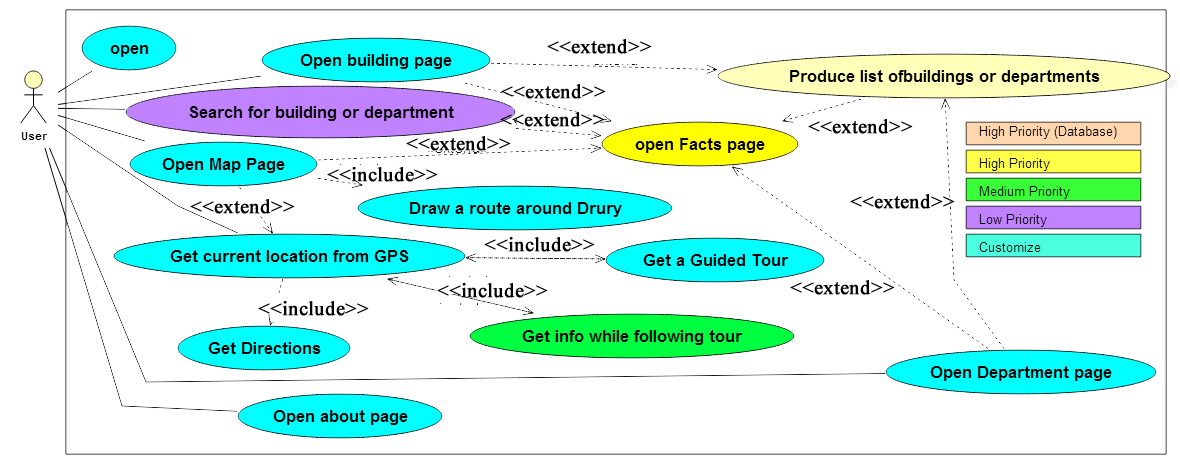 open
Open building page
<<extend>>
Produce list ofbuildings or departments
User
Search for building or department
<<extend>>
<<extend>>
<<extend>>
<<extend>>
open Facts page
High Priority (Database)
High Priority
Medium Priority
Low Priority
Customize
Open Map Page
<<include>>
<<extend>>
Draw a route around Drury
<<extend>>
Get current location from GPS
<<include>>
Get a Guided Tour
<<include>>
<<extend>>
<<include>>
Get info while following tour
Get Directions
Open Department page
Open about page